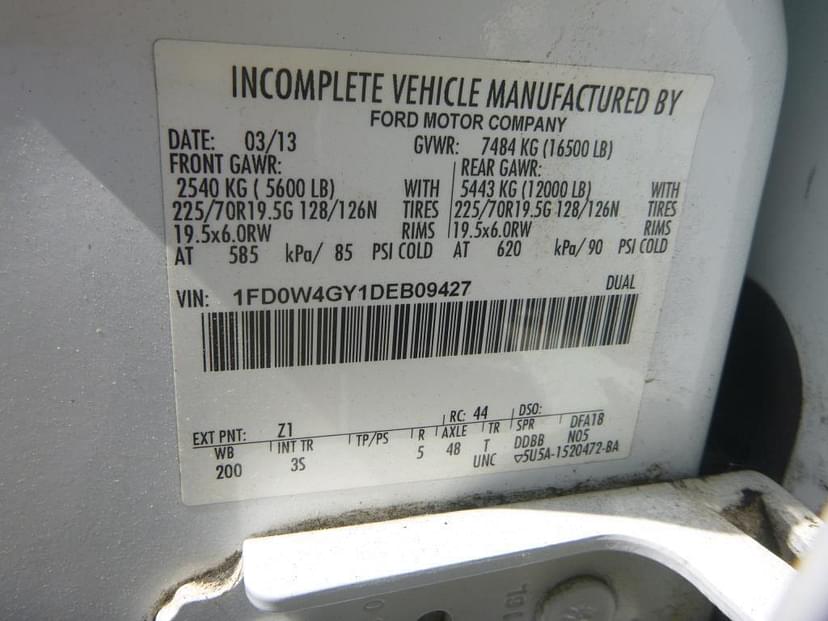 INCOMPLETE VEHICLE MANUFACTURED BY
FORD MOTOR COMPANY
DATE: 03/13 GVWR: 7484 KG (16500 LB)
FRONT GAWR: REAR GAWR:
2540 KG ( 5600 LB) WITH 5443 KG (12000 LB) WITH
225/70R19.5G 128/126N TIRES 225/70R19.5G 128/126N TIRES
19.5x6.0RW RIMS 19.5x6.0RW RIMS
AT 585 kPa/ 85 PSI COLD AT 620 kPa/ 90 PSI COLD
VIN: 1FD0W4GY1DEB09427 DUAL
EXT PNT: Z1 RC: 44 DSO:
WB INT TR TP/PS R AXLE TR SPR DFA18
200 3S 5 48 T DDBB N05
UNC ▽5U5A-1520472-BA